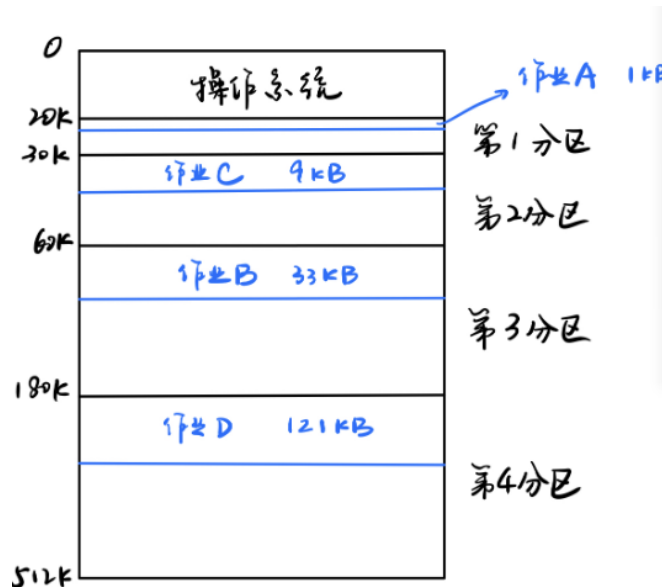 0
操作系统
作业A 1KB
20K
第1分区
30K
作业C 9KB
第2分区
60K
作业B 33KB
第3分区
180K
作业D 121KB
第4分区
512K